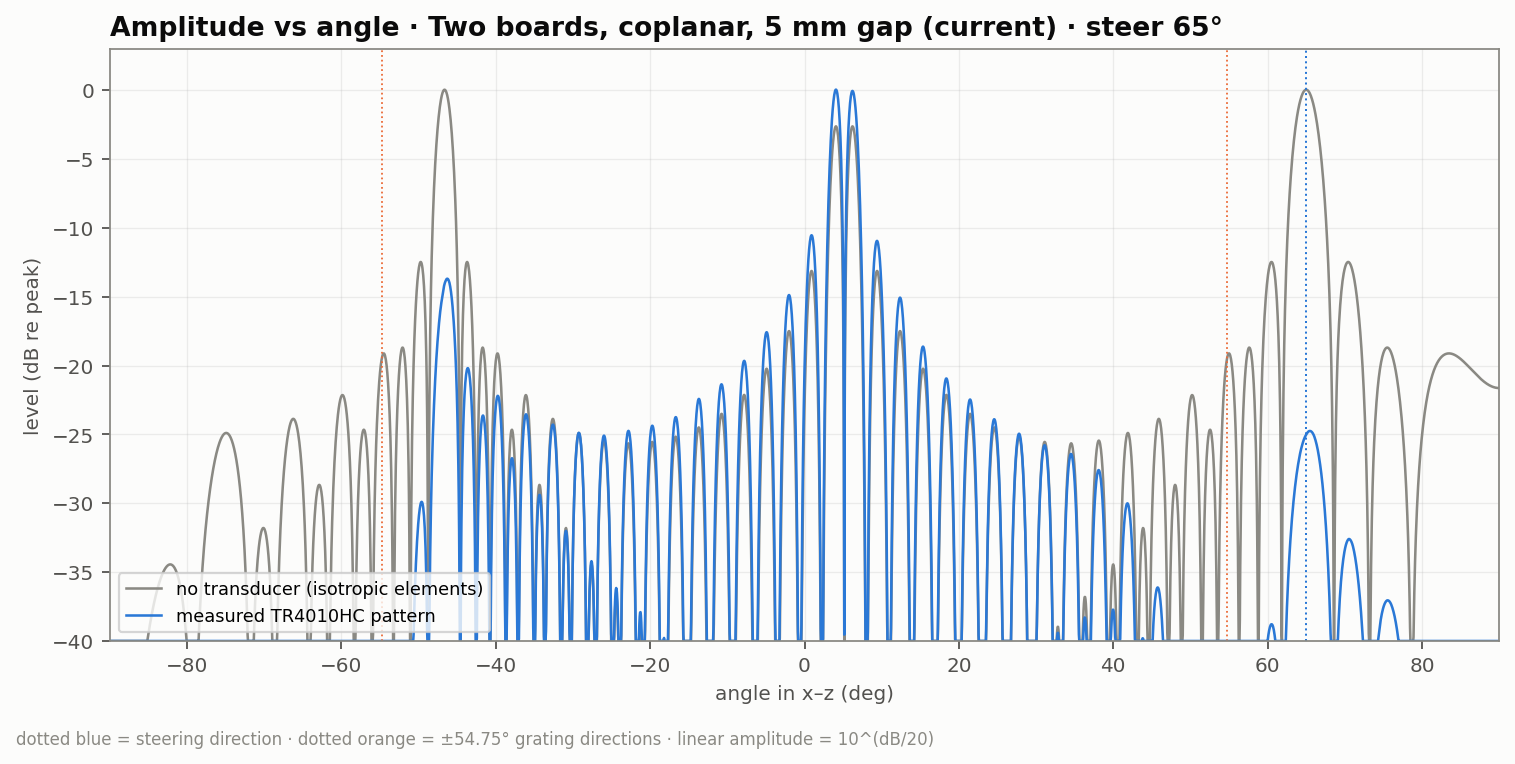 Amplitude vs angle · Two boards, coplanar, 5 mm gap (current) · steer 65°
0
−5
−10
−15
−20
−25
−30
−35
−40
level (dB re peak)
no transducer (isotropic elements)
measured TR4010HC pattern
−80 −60 −40 −20 0 20 40 60 80
angle in x–z (deg)
dotted blue = steering direction · dotted orange = ±54.75° grating directions · linear amplitude = 10^(dB/20)